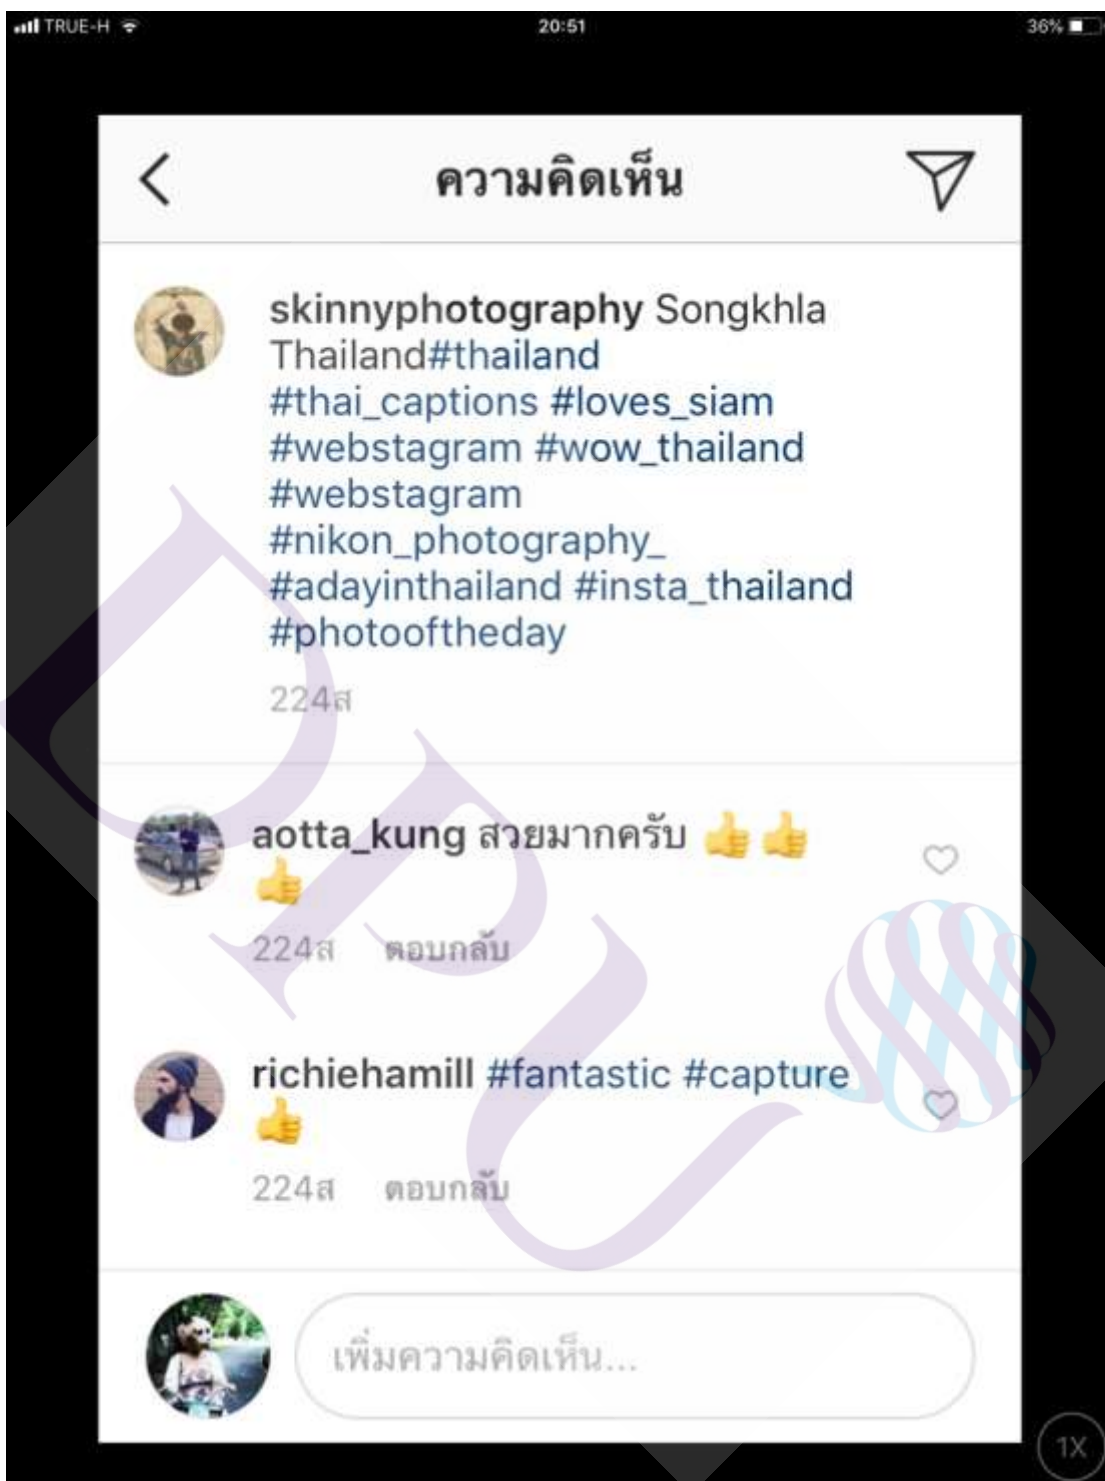 TRUE-H 20:51 36%
ความคิดเห็น
skinnyphotography Songkhla
Thailand#thailand
#thai_captions #loves_siam
#webstagram #wow_thailand
#webstagram
#nikon_photography_
#adayinthailand #insta_thailand
#photooftheday
224ส
aotta_kung สวยมากครับ 👍👍
👍
224ส ตอบกลับ
richiehamill #fantastic #capture
👍
224ส ตอบกลับ
เพิ่มความคิดเห็น...
1X
DPU